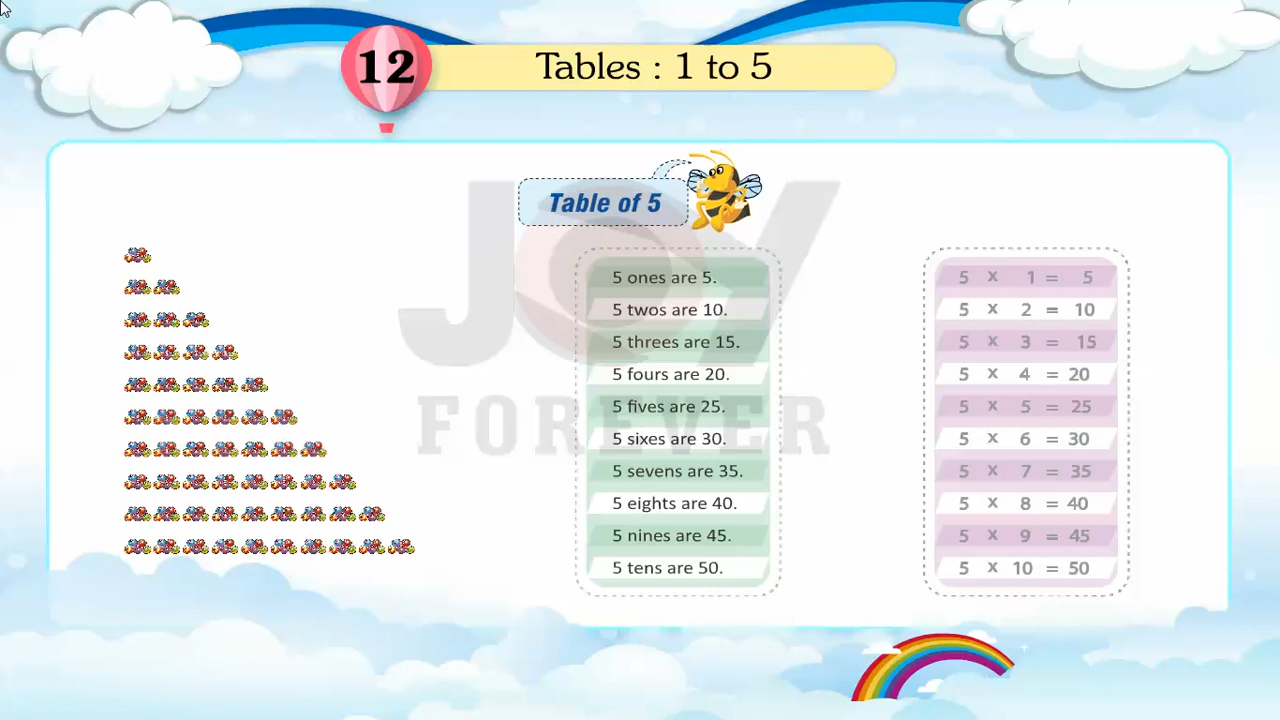 12
Tables : 1 to 5
Table of 5
5 ones are 5.
5 twos are 10.
5 threes are 15.
5 fours are 20.
5 fives are 25.
5 sixes are 30.
5 sevens are 35.
5 eights are 40.
5 nines are 45.
5 tens are 50.
5 x 1 = 5
5 x 2 = 10
5 x 3 = 15
5 x 4 = 20
5 x 5 = 25
5 x 6 = 30
5 x 7 = 35
5 x 8 = 40
5 x 9 = 45
5 x 10 = 50
JOY
FOREVER